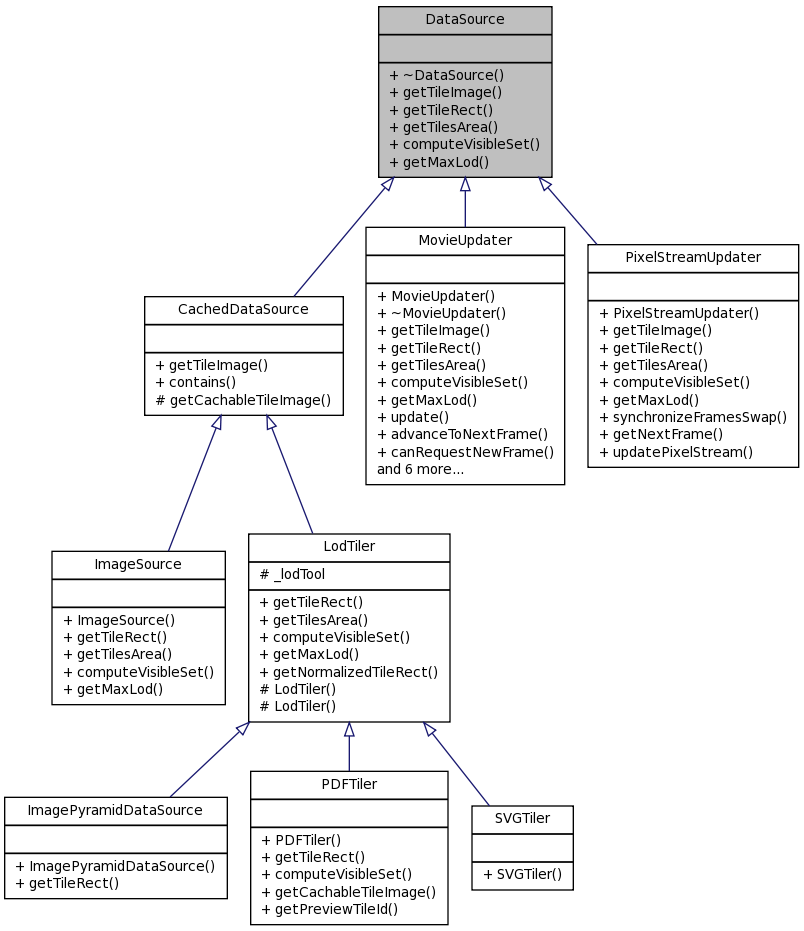 DataSource
+ ~DataSource()
+ getTileImage()
+ getTileRect()
+ getTilesArea()
+ computeVisibleSet()
+ getMaxLod()
MovieUpdater
+ MovieUpdater()
+ ~MovieUpdater()
+ getTileImage()
+ getTileRect()
+ getTilesArea()
+ computeVisibleSet()
+ getMaxLod()
+ update()
+ advanceToNextFrame()
+ canRequestNewFrame()
and 6 more...
PixelStreamUpdater
+ PixelStreamUpdater()
+ getTileImage()
+ getTileRect()
+ getTilesArea()
+ computeVisibleSet()
+ getMaxLod()
+ synchronizeFramesSwap()
+ getNextFrame()
+ updatePixelStream()
CachedDataSource
+ getTileImage()
+ contains()
# getCachableTileImage()
ImageSource
+ ImageSource()
+ getTileRect()
+ getTilesArea()
+ computeVisibleSet()
+ getMaxLod()
LodTiler
# _lodTool
+ getTileRect()
+ getTilesArea()
+ computeVisibleSet()
+ getMaxLod()
+ getNormalizedTileRect()
# LodTiler()
# LodTiler()
ImagePyramidDataSource
+ ImagePyramidDataSource()
+ getTileRect()
PDFTiler
+ PDFTiler()
+ getTileRect()
+ computeVisibleSet()
+ getCachableTileImage()
+ getPreviewTileId()
SVGTiler
+ SVGTiler()